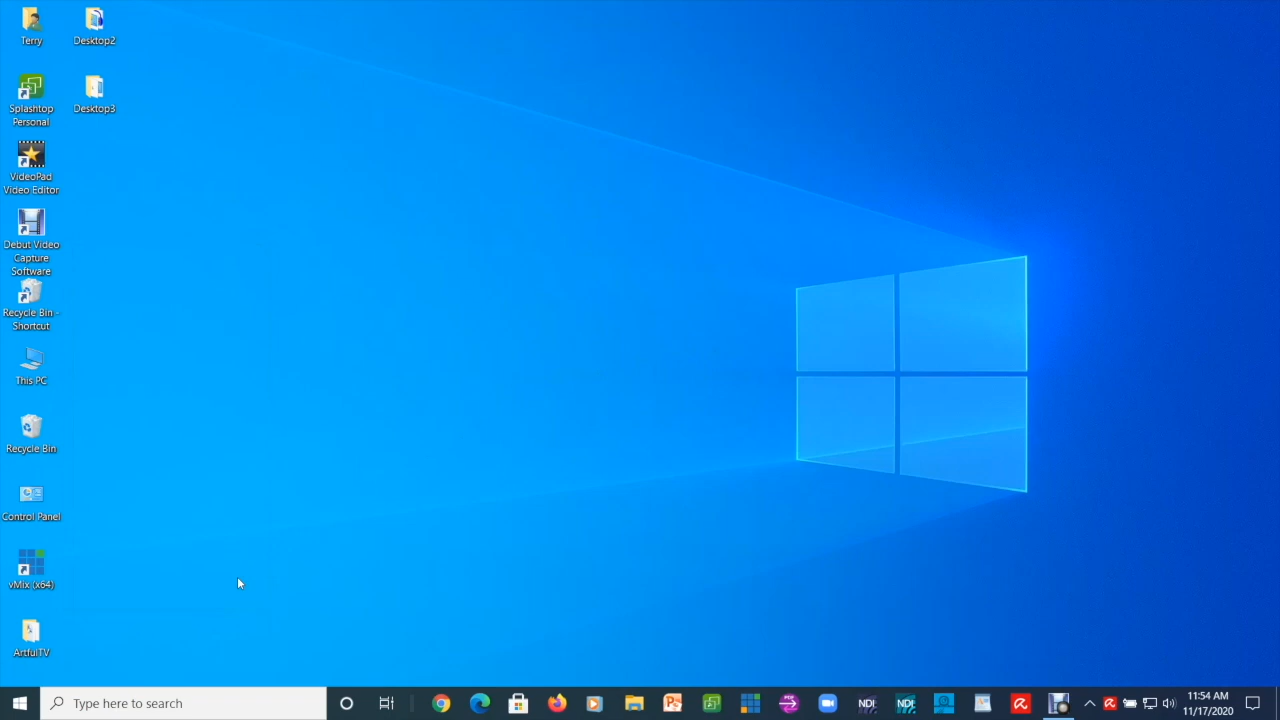 Terry
Desktop2
Splashtop
Personal
Desktop3
VideoPad
Video Editor
Debut Video
Capture
Software
Recycle Bin -
Shortcut
This PC
Recycle Bin
Control Panel
vMix (x64)
ArtfulTV
Type here to search
PDF
NDI
NDI
11:54 AM
11/17/2020